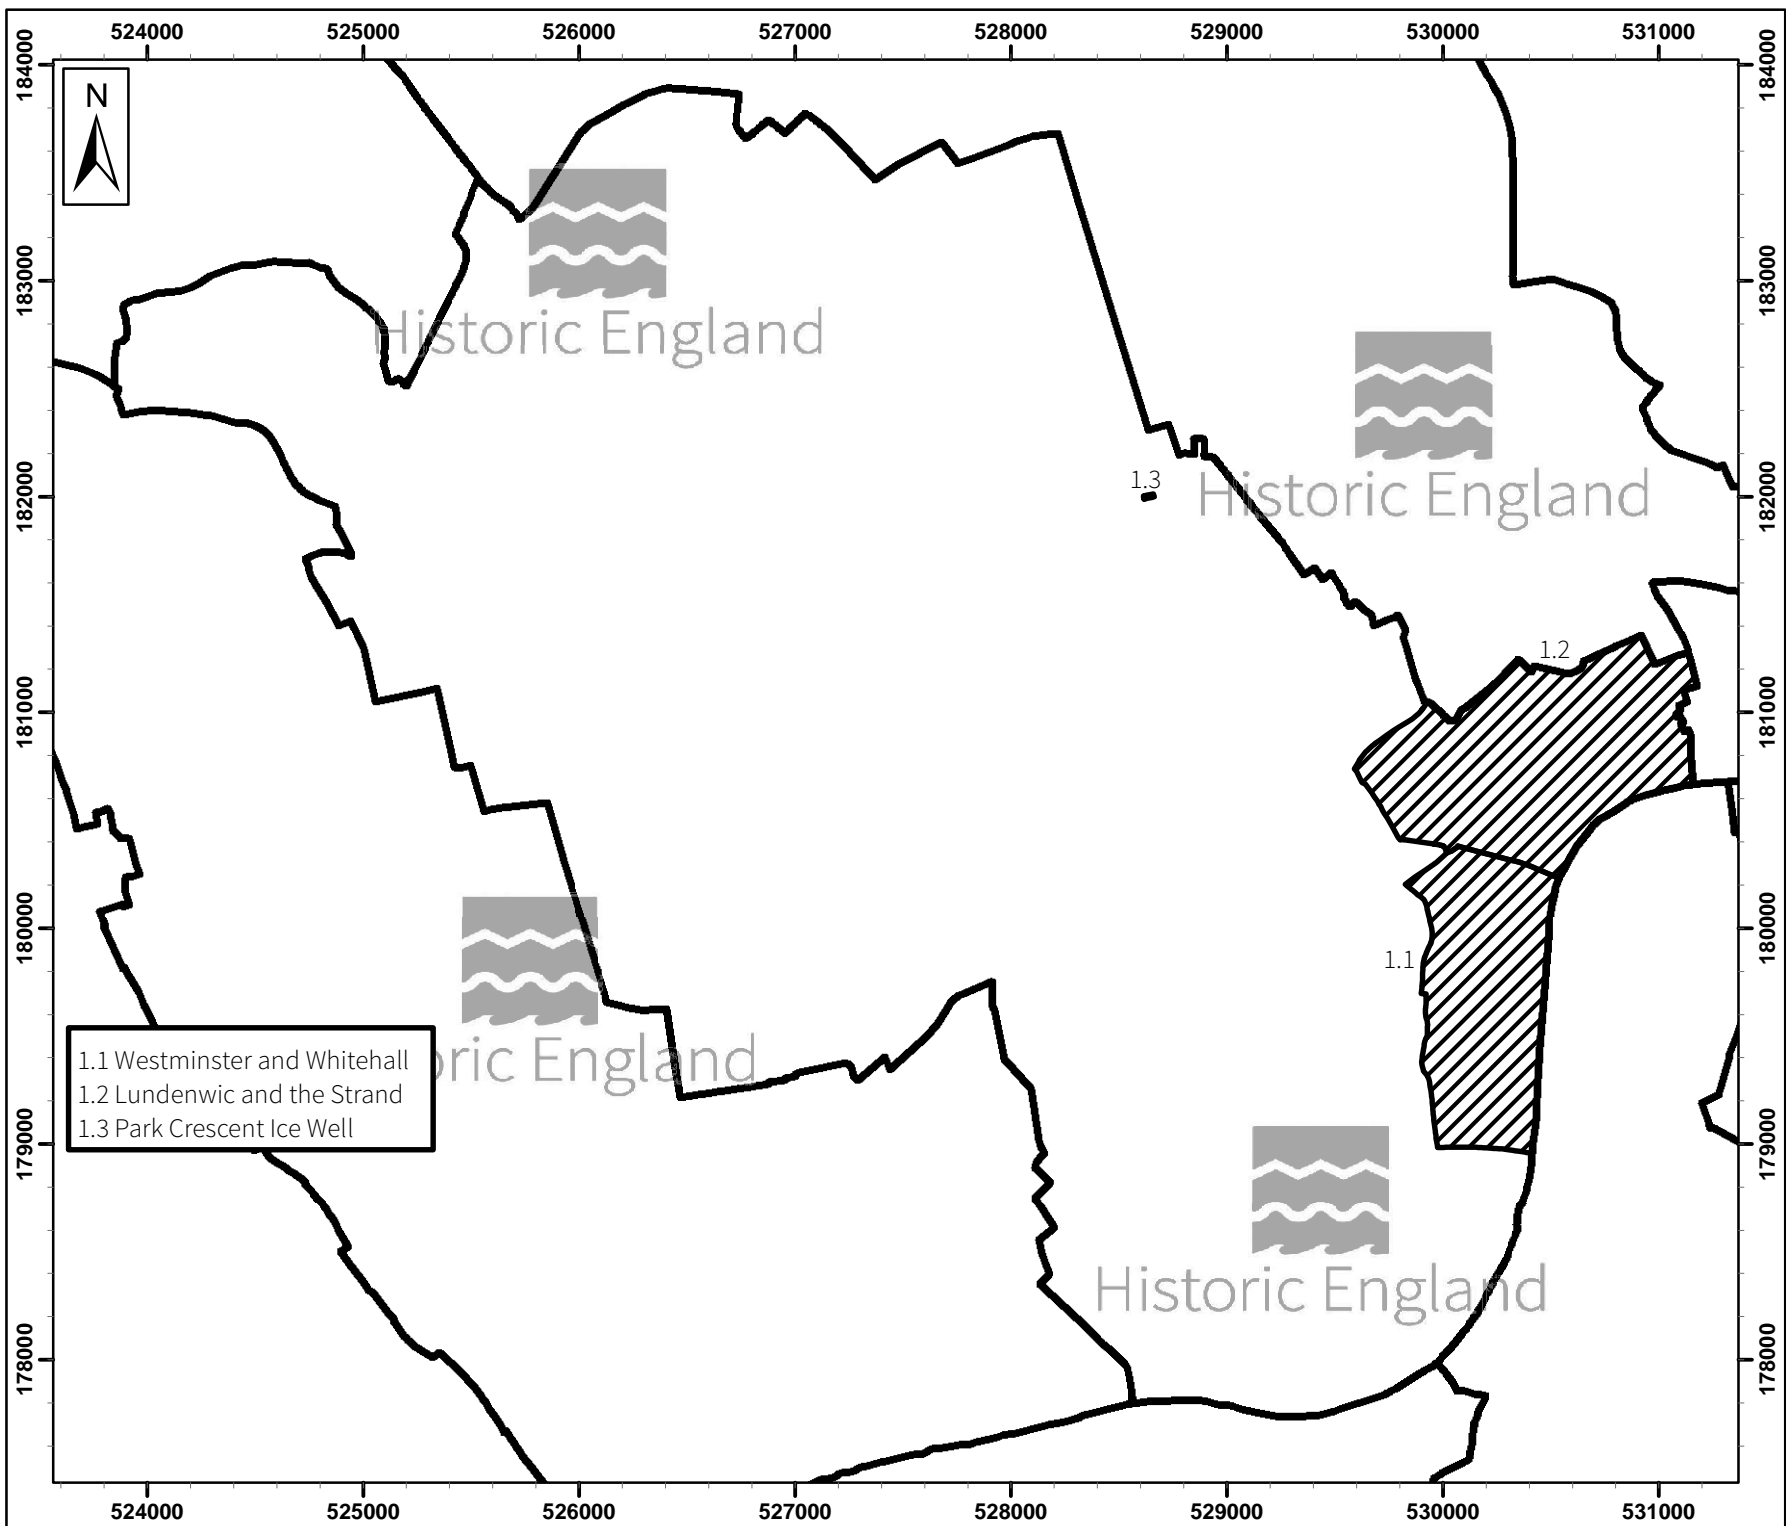 524000 525000 526000 527000 528000 529000 530000 531000
184000
184000
N
183000
183000
Historic England
Historic England
182000
182000
1.3
1.2
181000
181000
180000
180000
1.1
1.1 Westminster and Whitehall
1.2 Lundenwic and the Strand
1.3 Park Crescent Ice Well
oric England
179000
179000
Historic England
178000
178000
524000 525000 526000 527000 528000 529000 530000 531000